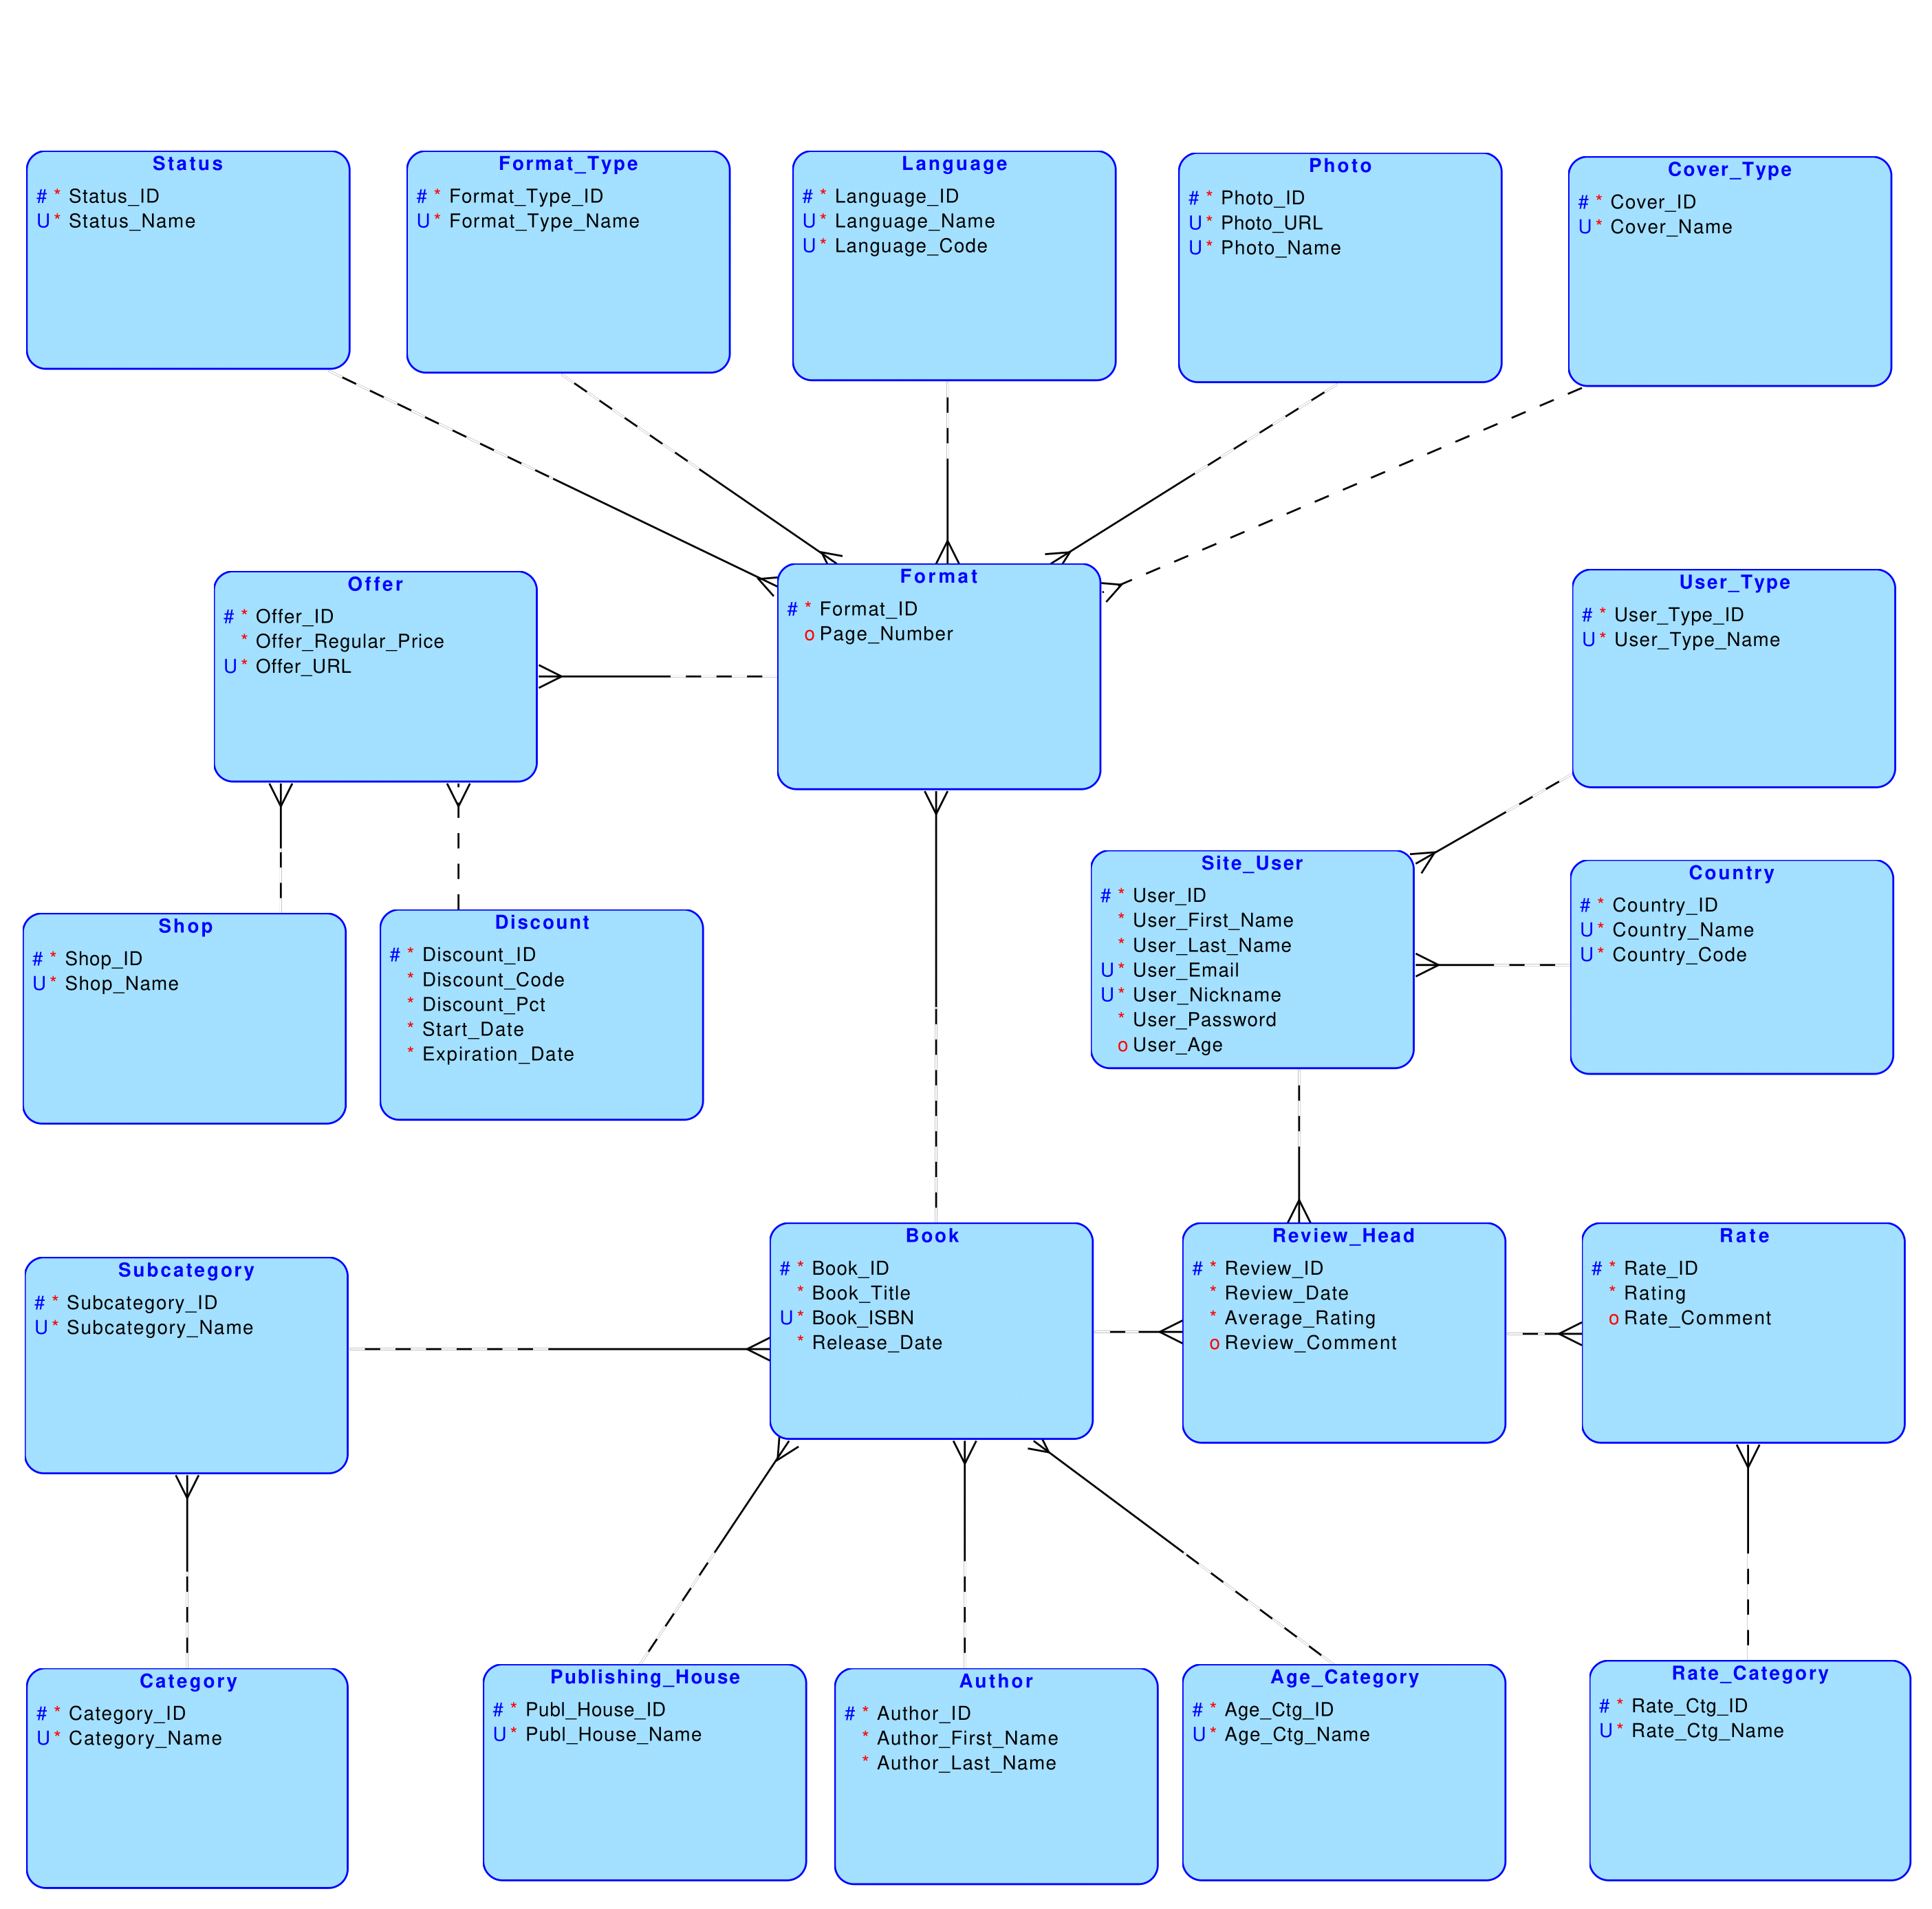 Status
# * Status_ID
U * Status_Name
Format_Type
# * Format_Type_ID
U * Format_Type_Name
Language
# * Language_ID
U * Language_Name
U * Language_Code
Photo
# * Photo_ID
U * Photo_URL
U * Photo_Name
Cover_Type
# * Cover_ID
U * Cover_Name
Offer
# * Offer_ID
* Offer_Regular_Price
U * Offer_URL
Format
# * Format_ID
o Page_Number
User_Type
# * User_Type_ID
U * User_Type_Name
Shop
# * Shop_ID
U * Shop_Name
Discount
# * Discount_ID
* Discount_Code
* Discount_Pct
* Start_Date
* Expiration_Date
Site_User
# * User_ID
* User_First_Name
* User_Last_Name
U * User_Email
U * User_Nickname
* User_Password
o User_Age
Country
# * Country_ID
U * Country_Name
U * Country_Code
Subcategory
# * Subcategory_ID
U * Subcategory_Name
Book
# * Book_ID
* Book_Title
U * Book_ISBN
* Release_Date
Review_Head
# * Review_ID
* Review_Date
* Average_Rating
o Review_Comment
Rate
# * Rate_ID
* Rating
o Rate_Comment
Category
# * Category_ID
U * Category_Name
Publishing_House
# * Publ_House_ID
U * Publ_House_Name
Author
# * Author_ID
* Author_First_Name
* Author_Last_Name
Age_Category
# * Age_Ctg_ID
U * Age_Ctg_Name
Rate_Category
# * Rate_Ctg_ID
U * Rate_Ctg_Name